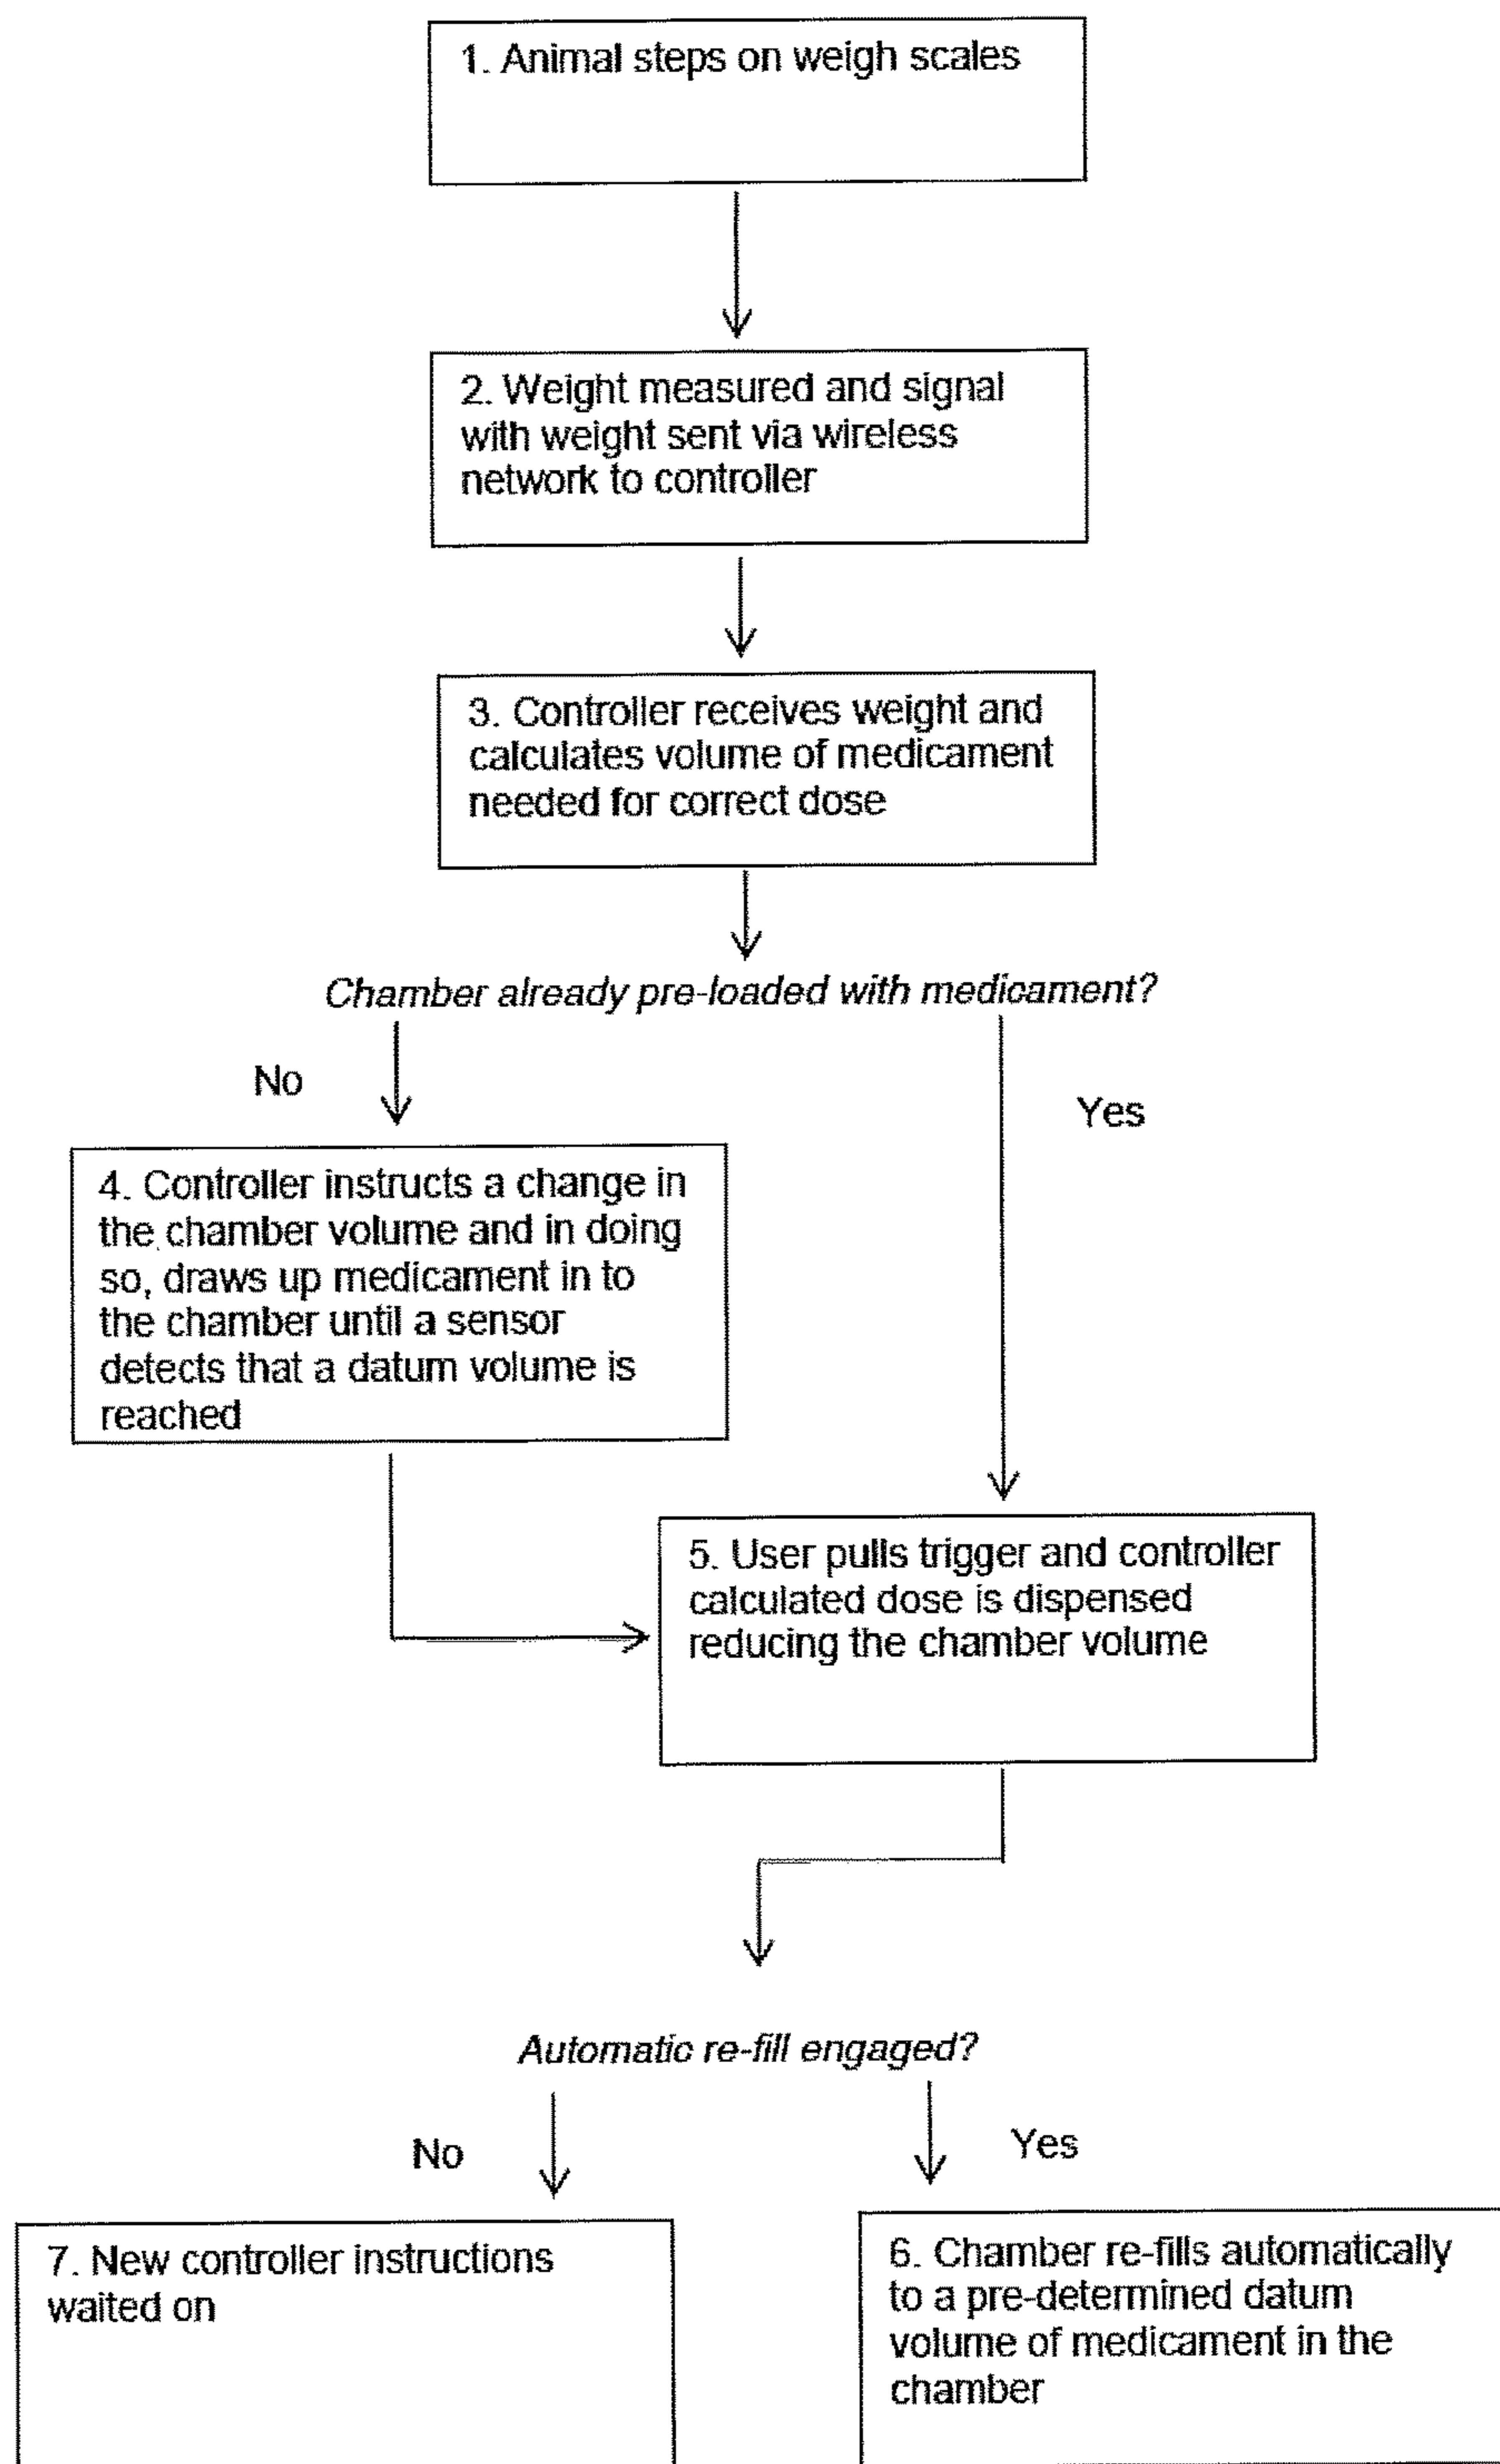 1. Animal steps on weigh scales
2. Weight measured and signal
with weight sent via wireless
network to controller
3. Controller receives weight and
calculates volume of medicament
needed for correct dose
Chamber already pre-loaded with medicament?
No
Yes
4. Controller instructs a change in
the chamber volume and in doing
so, draws up medicament in to
the chamber until a sensor
detects that a datum volume is
reached
5. User pulls trigger and controller
calculated dose is dispensed
reducing the chamber volume
Automatic re-fill engaged?
No
Yes
7. New controller instructions
waited on
6. Chamber re-fills automatically
to a pre-determined datum
volume of medicament in the
chamber